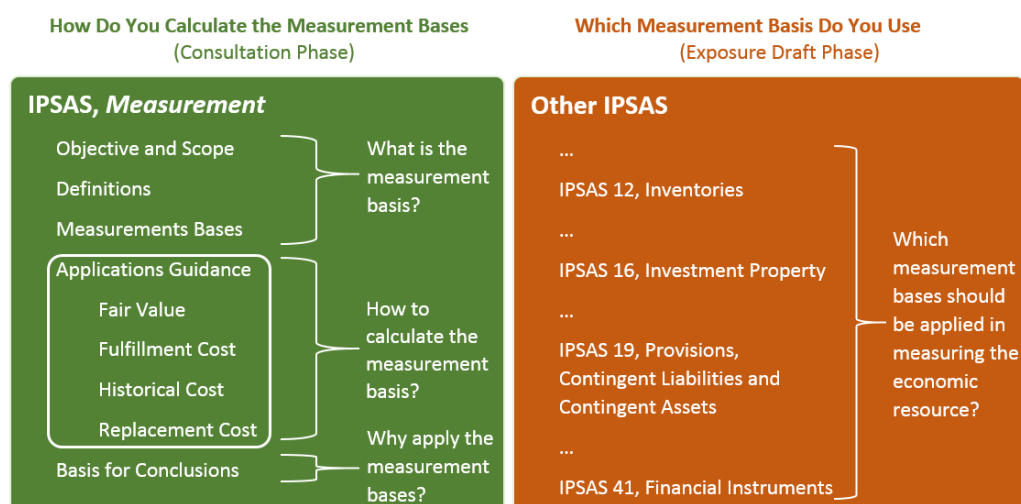 How Do You Calculate the Measurement Bases
(Consultation Phase)
IPSAS, Measurement
Objective and Scope
Definitions
Measurements Bases
What is the
measurement
basis?
Applications Guidance
Fair Value
Fulfillment Cost
Historical Cost
Replacement Cost
How to
calculate the
measurement
basis?
Basis for Conclusions
Why apply the
measurement
bases?
Which Measurement Basis Do You Use
(Exposure Draft Phase)
Other IPSAS
...
IPSAS 12, Inventories
...
IPSAS 16, Investment Property
...
IPSAS 19, Provisions,
Contingent Liabilities and
Contingent Assets
...
IPSAS 41, Financial Instruments
Which
measurement
bases should
be applied in
measuring the
economic
resource?